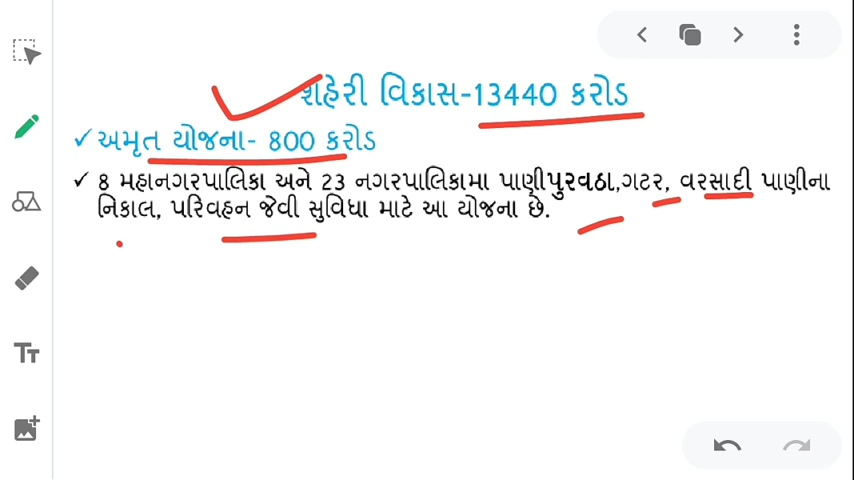 શહેરી વિકાસ-13440 કરોડ
✓ અમૃત યોજના- 800 કરોડ
✓ 8 મહાનગરપાલિકા અને 23 નગરપાલિકામા પાણીપુરવઠા,ગટર, વરસાદી પાણીના
નિકાલ, પરિવહન જેવી સુવિધા માટે આ યોજના છે.
Tт